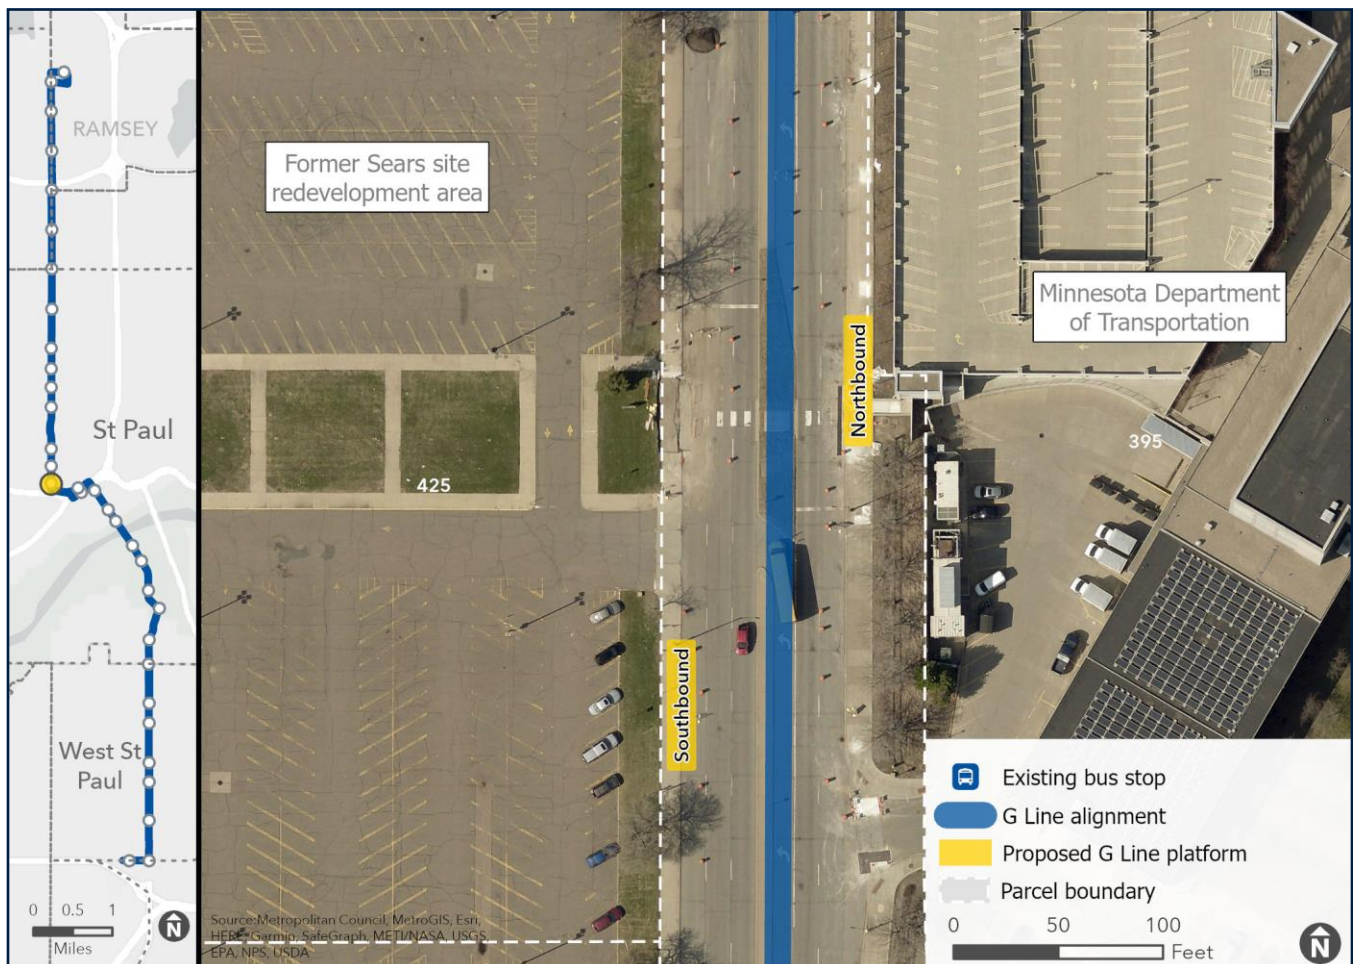 RAMSEY
St Paul
West St
Paul
0 0.5 1
Miles
N
Former Sears site
redevelopment area
Minnesota Department
of Transportation
Northbound
Southbound
425
395
Existing bus stop
G Line alignment
Proposed G Line platform
Parcel boundary
0 50 100
Feet
N
Source:Metropolitan Council, MetroGIS, Esri,
HERE, Garmin, SafeGraph, METI/NASA, USGS,
EPA, NPS, USDA